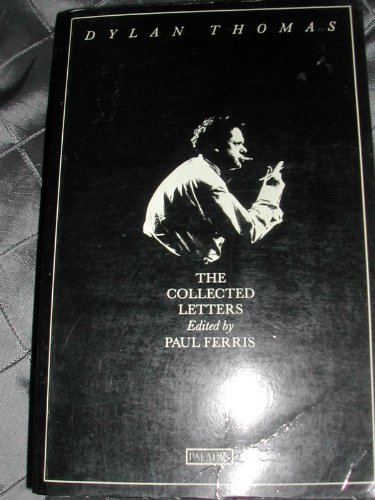 DYLAN THOMAS
THE
COLLECTED
LETTERS
Edited by
PAUL FERRIS
PALADIN